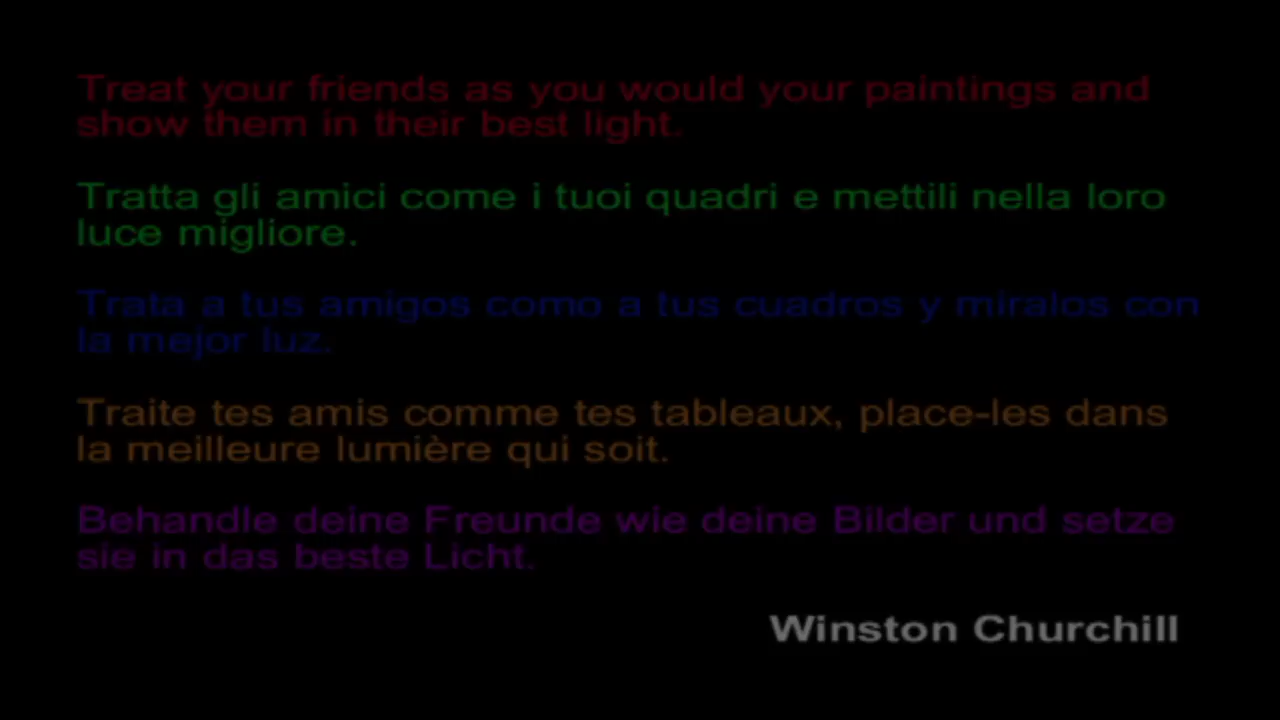 Treat your friends as you would your paintings and
show them in their best light.
Tratta gli amici come i tuoi quadri e mettili nella loro
luce migliore.
Trata a tus amigos como a tus cuadros y miralos con
la mejor luz.
Traite tes amis comme tes tableaux, place-les dans
la meilleure lumière qui soit.
Behandle deine Freunde wie deine Bilder und setze
sie in das beste Licht.
Winston Churchill